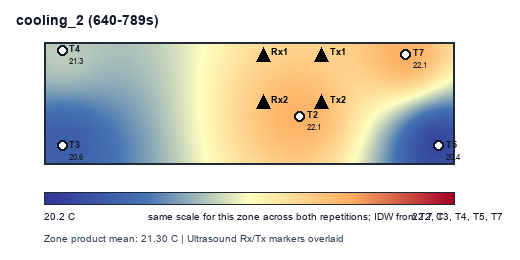 cooling_2 (640-789s)
T4
21.3
Rx1
Tx1
T7
22.1
Rx2
Tx2
T2
22.1
T3
20.6
T5
20.4
20.2 C
same scale for this zone across both repetitions; IDW from T2, T3, T4, T5, T7
Zone product mean: 21.30 C | Ultrasound Rx/Tx markers overlaid